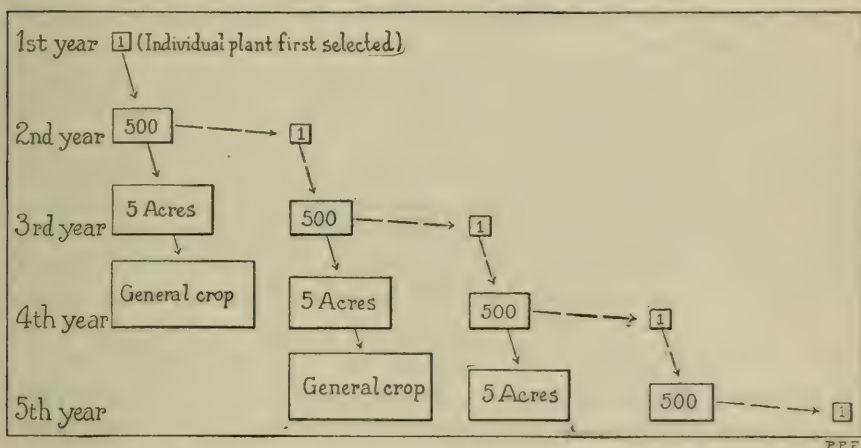 1st year 1 (Individual plant first selected)
2nd year 500 1
3rd year 5 Acres 500 1
4th year General crop 5 Acres 500 1
5th year General crop 5 Acres 500 1
P.P.F.